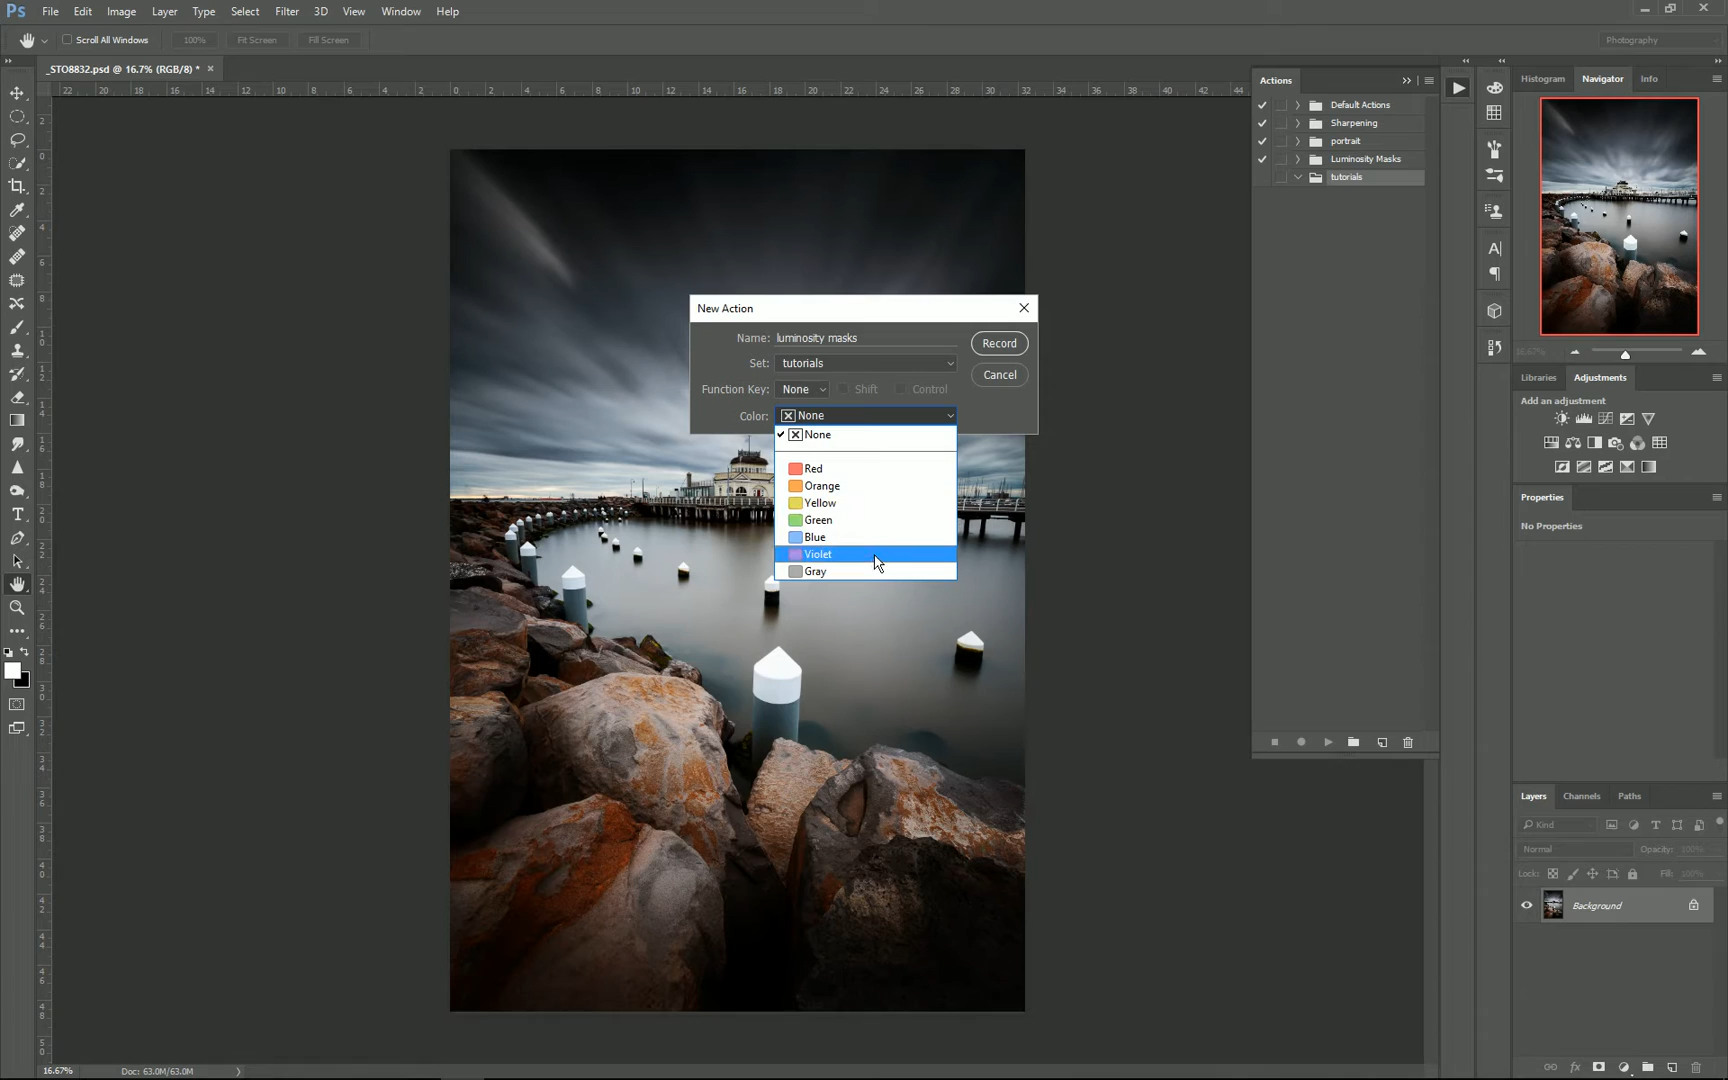 Ps File Edit Image Layer Type Select Filter 3D View Window Help
Scroll All Windows 100% Fit Screen Fill Screen Photography
_STO8832.psd @ 16.7% (RGB/8) * ×
22 20 18 16 14 12 10 8 6 4 2 0 2 4 6 8 10 12 14 16 18 20 22 24 26 28 30 32 34 36 38 40 42 44
Actions
Default Actions
Sharpening
portrait
Luminosity Masks
tutorials
Histogram Navigator Info
16.67%
Libraries Adjustments
Add an adjustment
Properties
No Properties
New Action
Name: luminosity masks
Record
Set: tutorials
Cancel
Function Key: None Shift Control
Color: None
None
Red
Orange
Yellow
Green
Blue
Violet
Gray
Layers Channels Paths
Kind
Normal Opacity: 100%
Lock: Fill: 100%
Background
16.67% Doc: 63.0M/63.0M